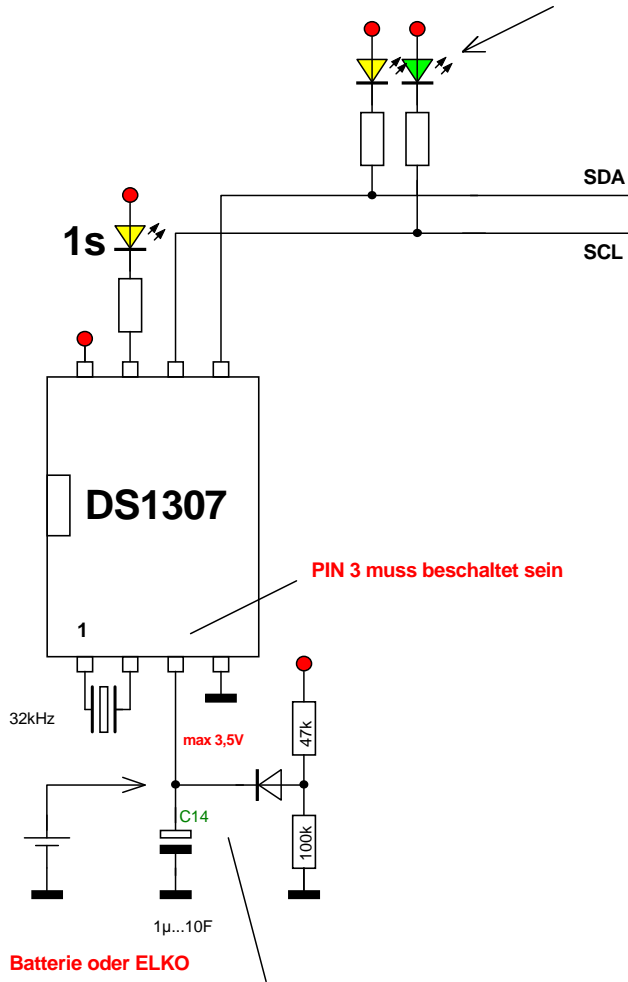 SDA
1s
SCL
DS1307
PIN 3 muss beschaltet sein
1
32kHz
47k
max 3,5V
C14
100k
1µ...10F
Batterie oder ELKO